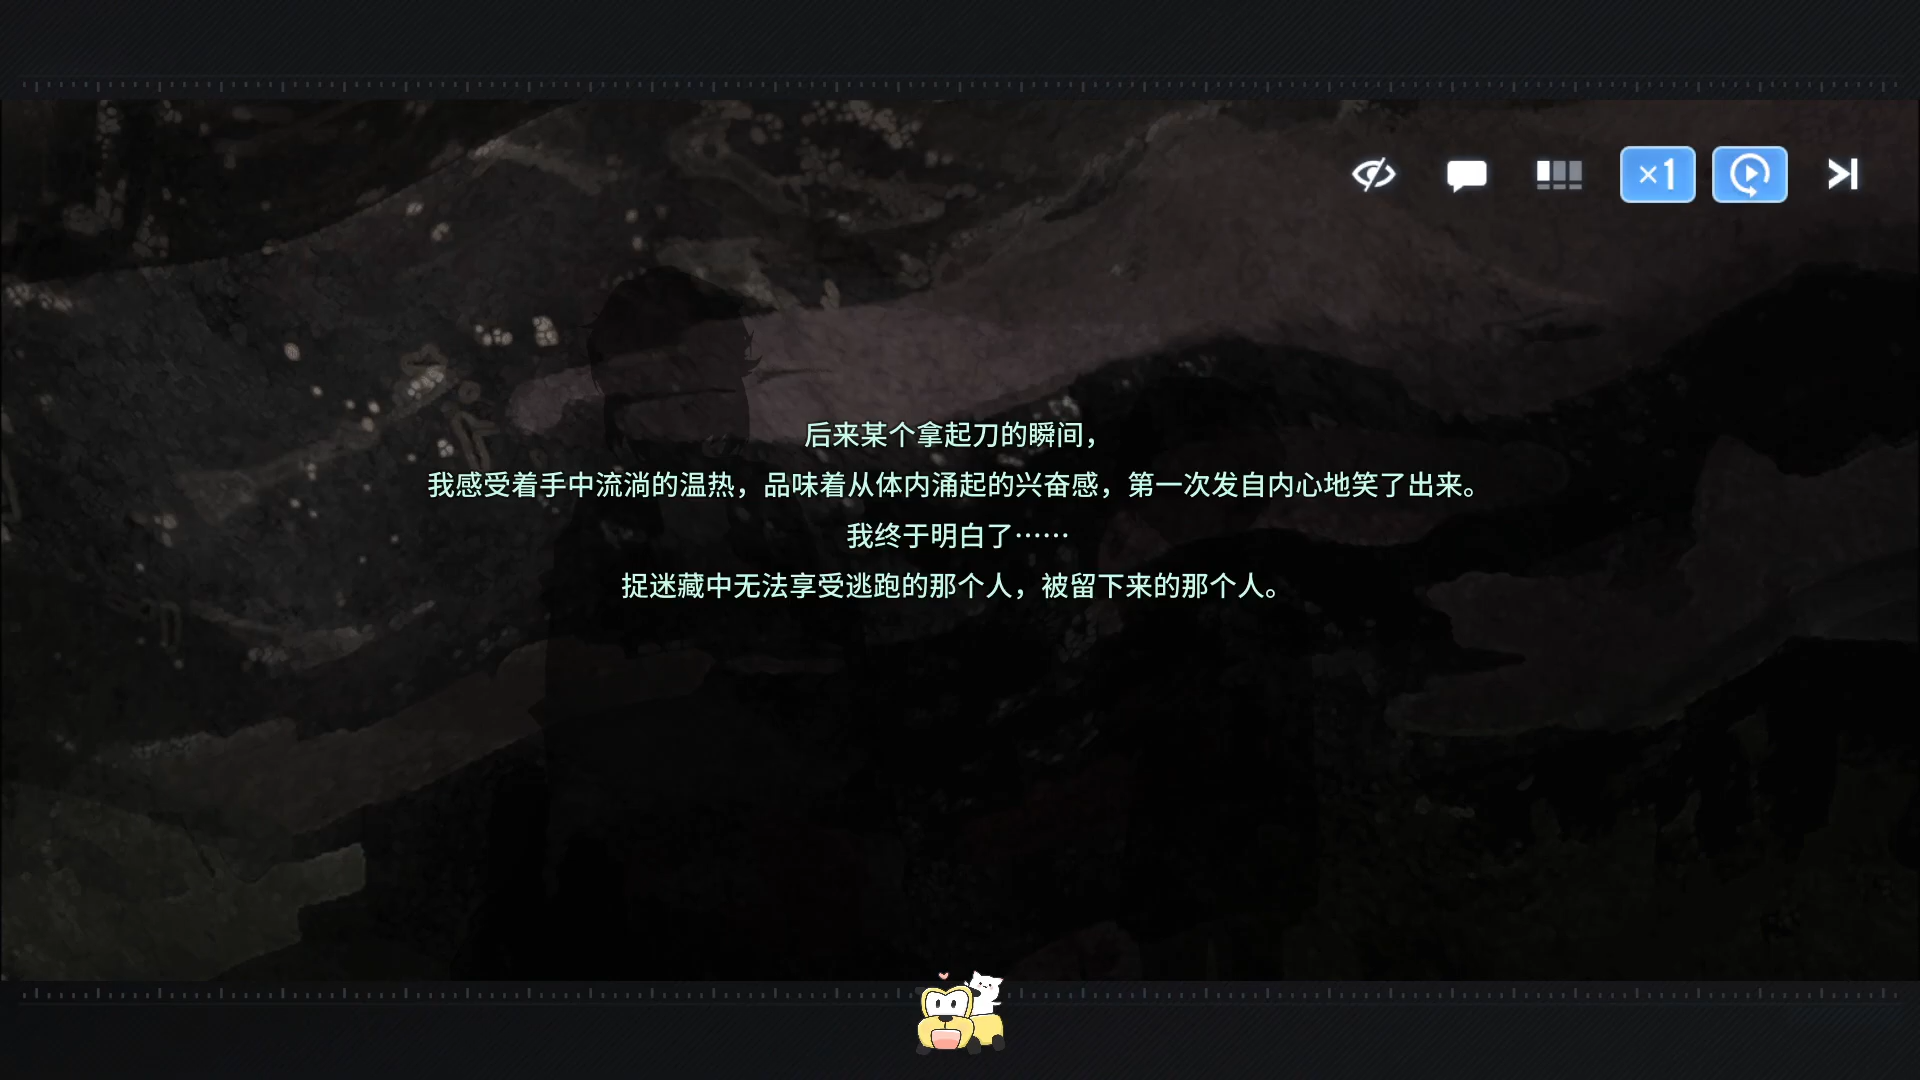 ×1
后来某个拿起刀的瞬间，
我感受着手中流淌的温热，品味着从体内涌起的兴奋感，第一次发自内心地笑了出来。
我终于明白了……
捉迷藏中无法享受逃跑的那个人，被留下来的那个人。